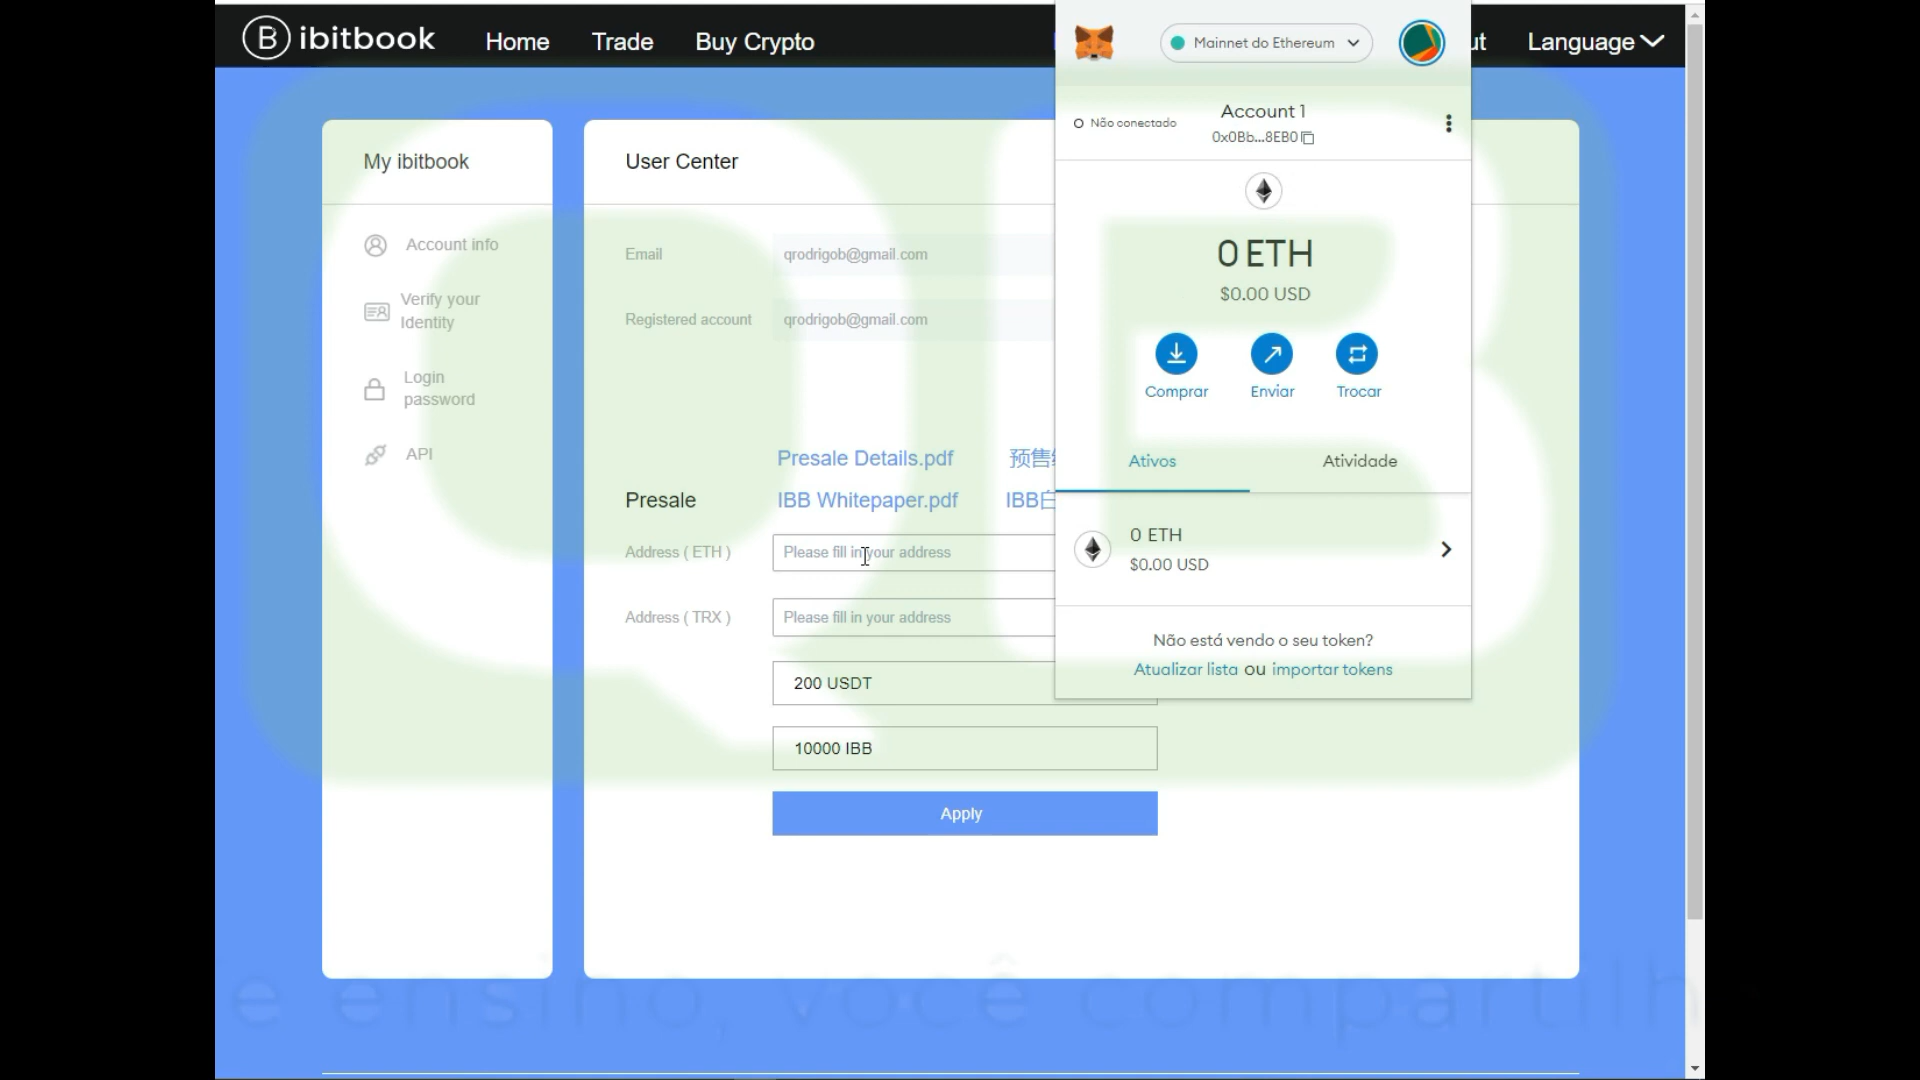 ibitbook
Home
Trade
Buy Crypto
Mainnet do Ethereum
Language
My ibitbook
Account info
Verify your
Identity
Login
password
API
User Center
Email
qrodrigob@gmail.com
Registered account
qrodrigob@gmail.com
Presale Details.pdf
预售
Presale
IBB Whitepaper.pdf
IBB白
Address ( ETH )
Please fill in your address
Address ( TRX )
Please fill in your address
200 USDT
10000 IBB
Apply
Não conectado
Account 1
0x0Bb...8EB0
0 ETH
$0.00 USD
Comprar
Enviar
Trocar
Ativos
Atividade
0 ETH
$0.00 USD
Não está vendo o seu token?
Atualizar lista ou importar tokens
e ensino, você compartilh